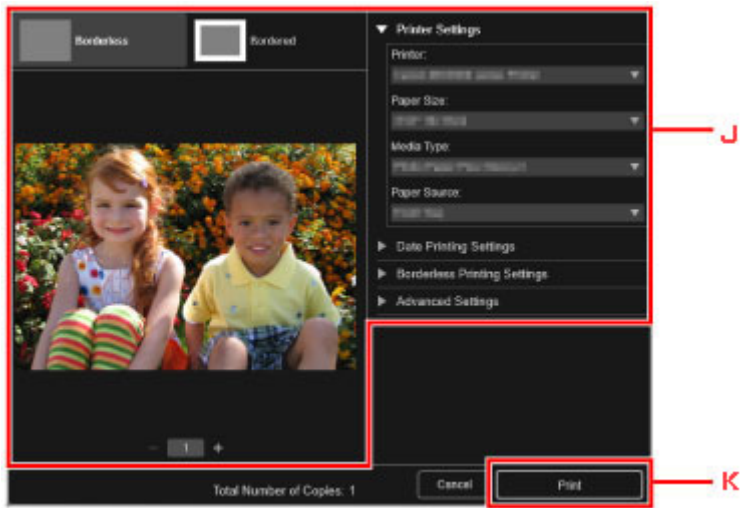 Borderless
Bordered
Printer Settings
Printer:
Paper Size:
Media Type:
Paper Source:
Date Printing Settings
Borderless Printing Settings
Advanced Settings
J
1
Total Number of Copies: 1
Cancel
Print
K